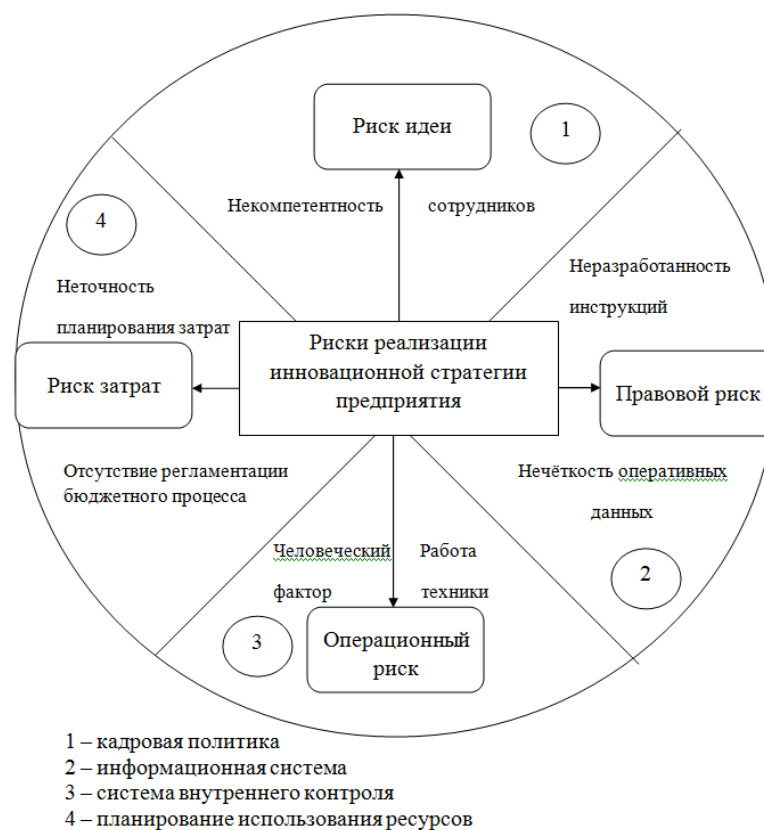 Риск идеи
1
Некомпетентность сотрудников
4
Неточность
планирования затрат
Неразработанность
инструкций
Риски реализации
инновационной стратегии
предприятия
Риск затрат
Правовой риск
Отсутствие регламентации
бюджетного процесса
Нечёткость оперативных
данных
2
Человеческий
фактор
Работа
техники
3
Операционный
риск
1 – кадровая политика
2 – информационная система
3 – система внутреннего контроля
4 – планирование использования ресурсов